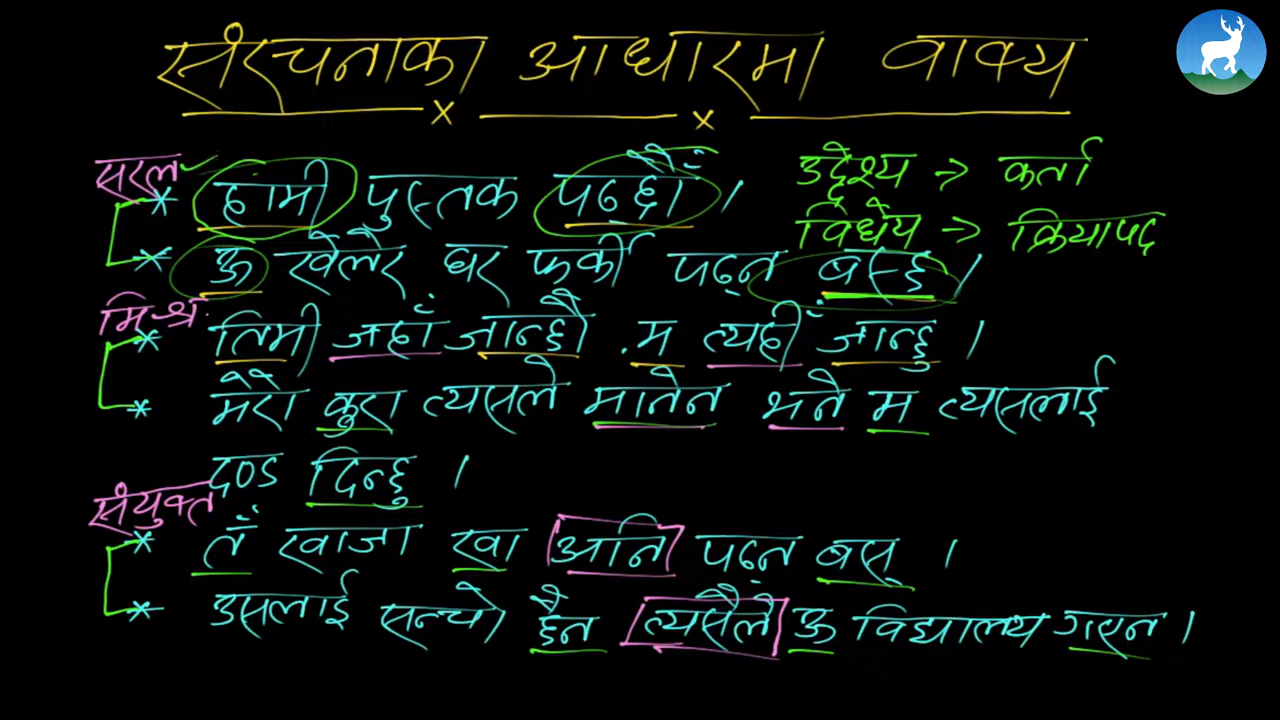 संरचनाका आधारमा वाक्य
सरल
* हामी पुस्तक पढ्छौँ ।
उद्देश्य -> कर्ता
विधेय -> क्रियापद
* ऊ खेलेर घर फर्की पढ्न बस्छ ।
मिश्र
* तिमी जहाँ जान्छौ म त्यहीँ जान्छु ।
* मेरो कुरा त्यसले मानेन भने म त्यसलाई
दण्ड दिन्छु ।
संयुक्त
* तँ खाजा खा अनि पढ्न बस् ।
* उसलाई सन्चो छैन त्यसैले ऊ विद्यालय गएन ।